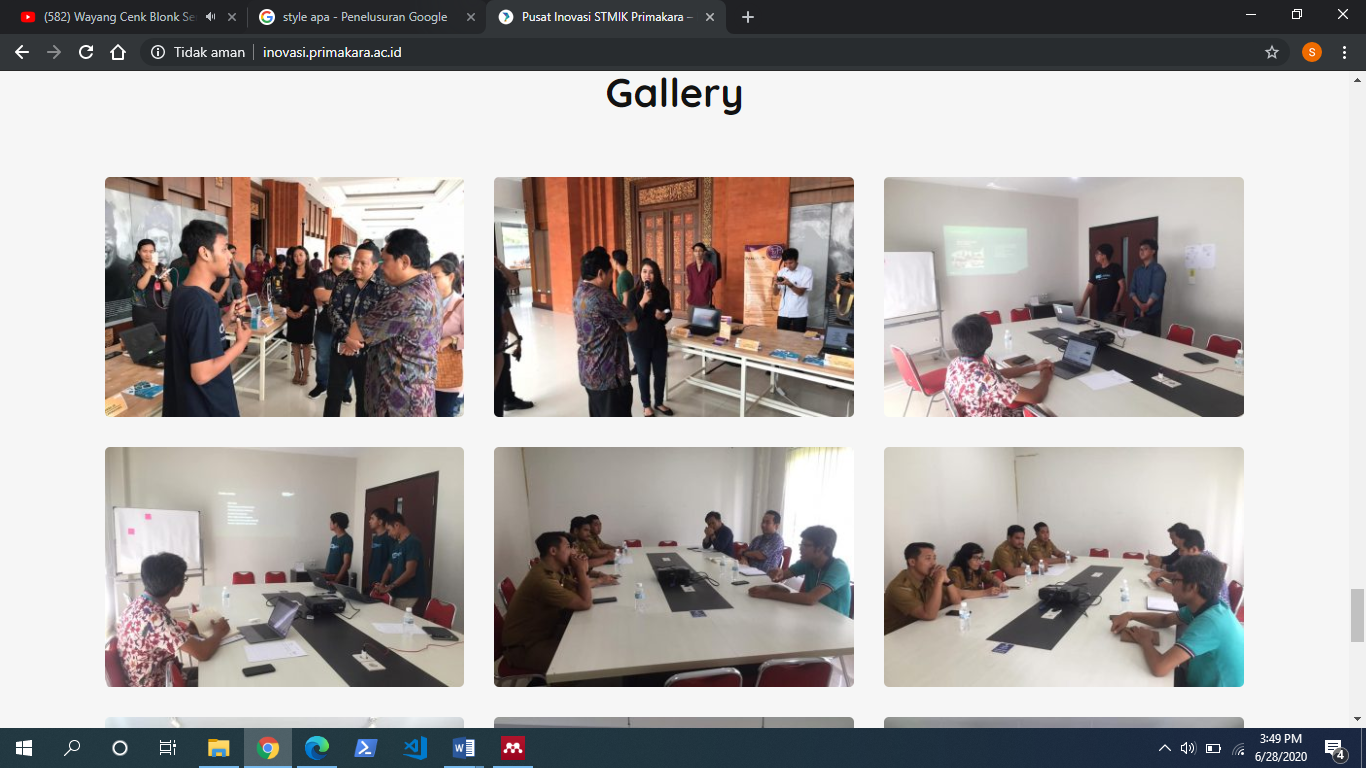 (582) Wayang Cenk Blonk Se
style apa - Penelusuran Google
Pusat Inovasi STMIK Primakara –
Tidak aman
inovasi.primakara.ac.id
S
Gallery
3:49 PM
6/28/2020
4